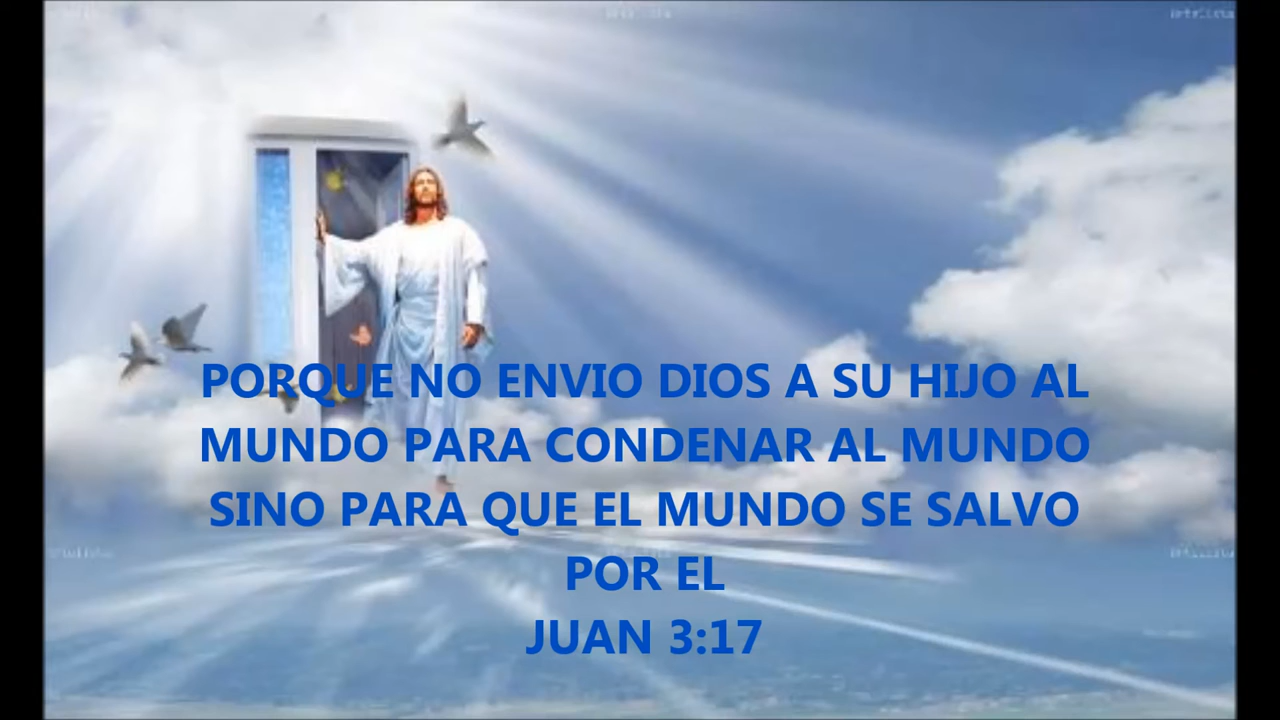 PORQUE NO ENVIO DIOS A SU HIJO AL
MUNDO PARA CONDENAR AL MUNDO
SINO PARA QUE EL MUNDO SE SALVO
POR EL
JUAN 3:17